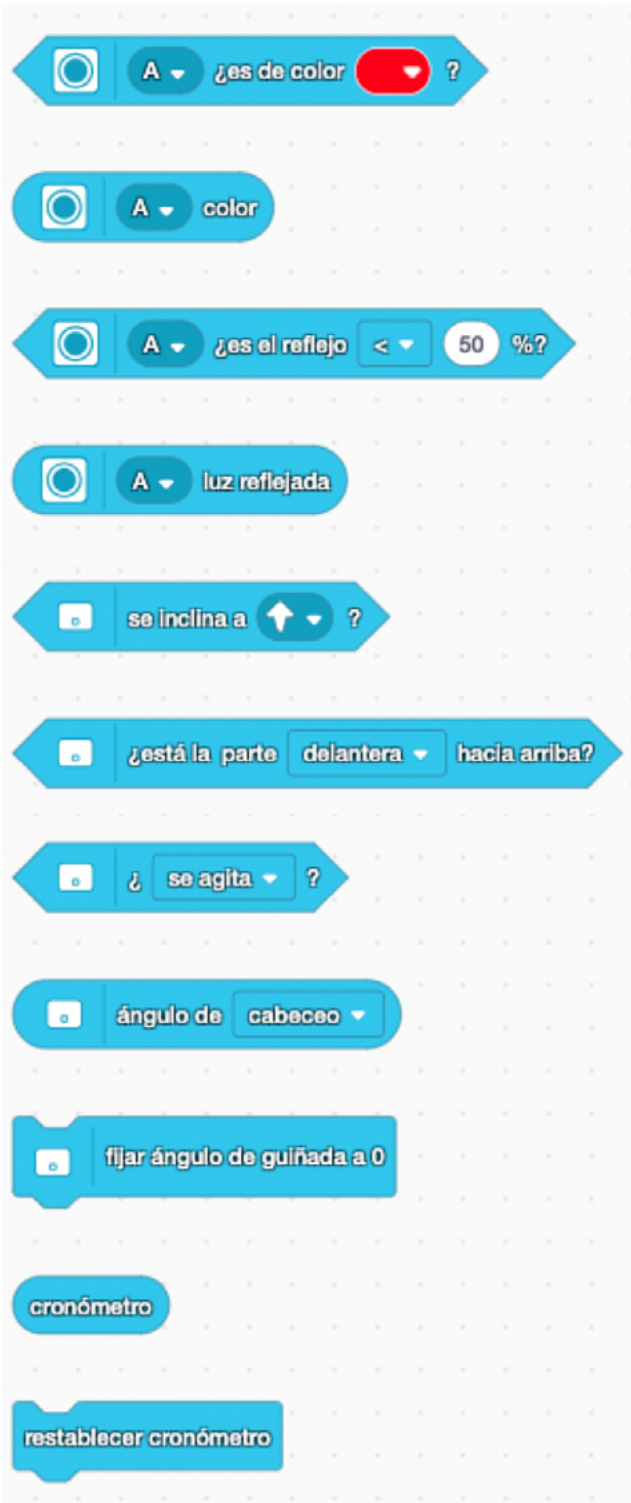 A ¿es de color ?
A color
A ¿es el reflejo < 50 %?
A luz reflejada
se inclina a ?
¿está la parte delantera hacia arriba?
¿ se agita ?
ángulo de cabeceo
fijar ángulo de guiñada a 0
cronómetro
restablecer cronómetro